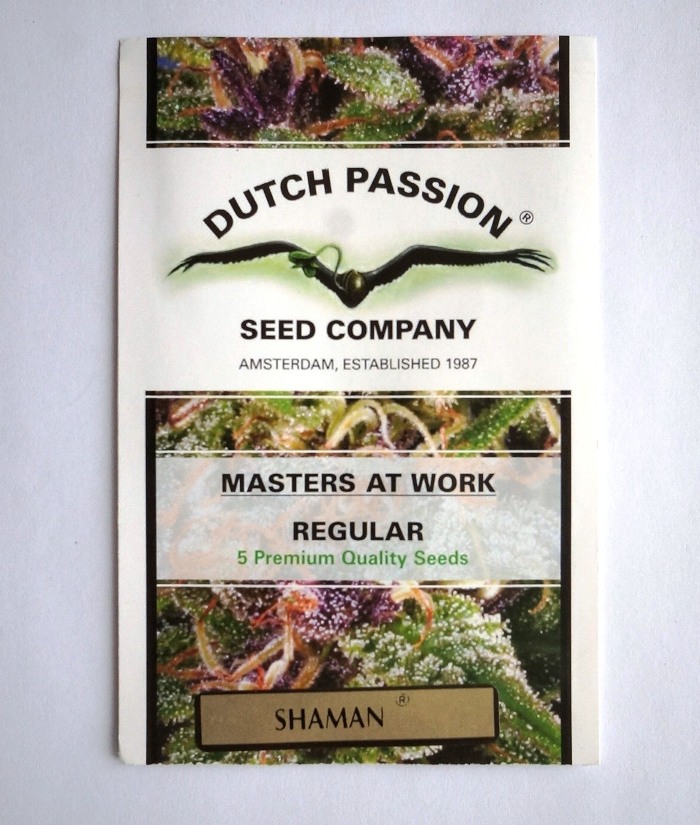 DUTCH PASSION®
SEED COMPANY
AMSTERDAM, ESTABLISHED 1987
MASTERS AT WORK
REGULAR
5 Premium Quality Seeds
SHAMAN ®